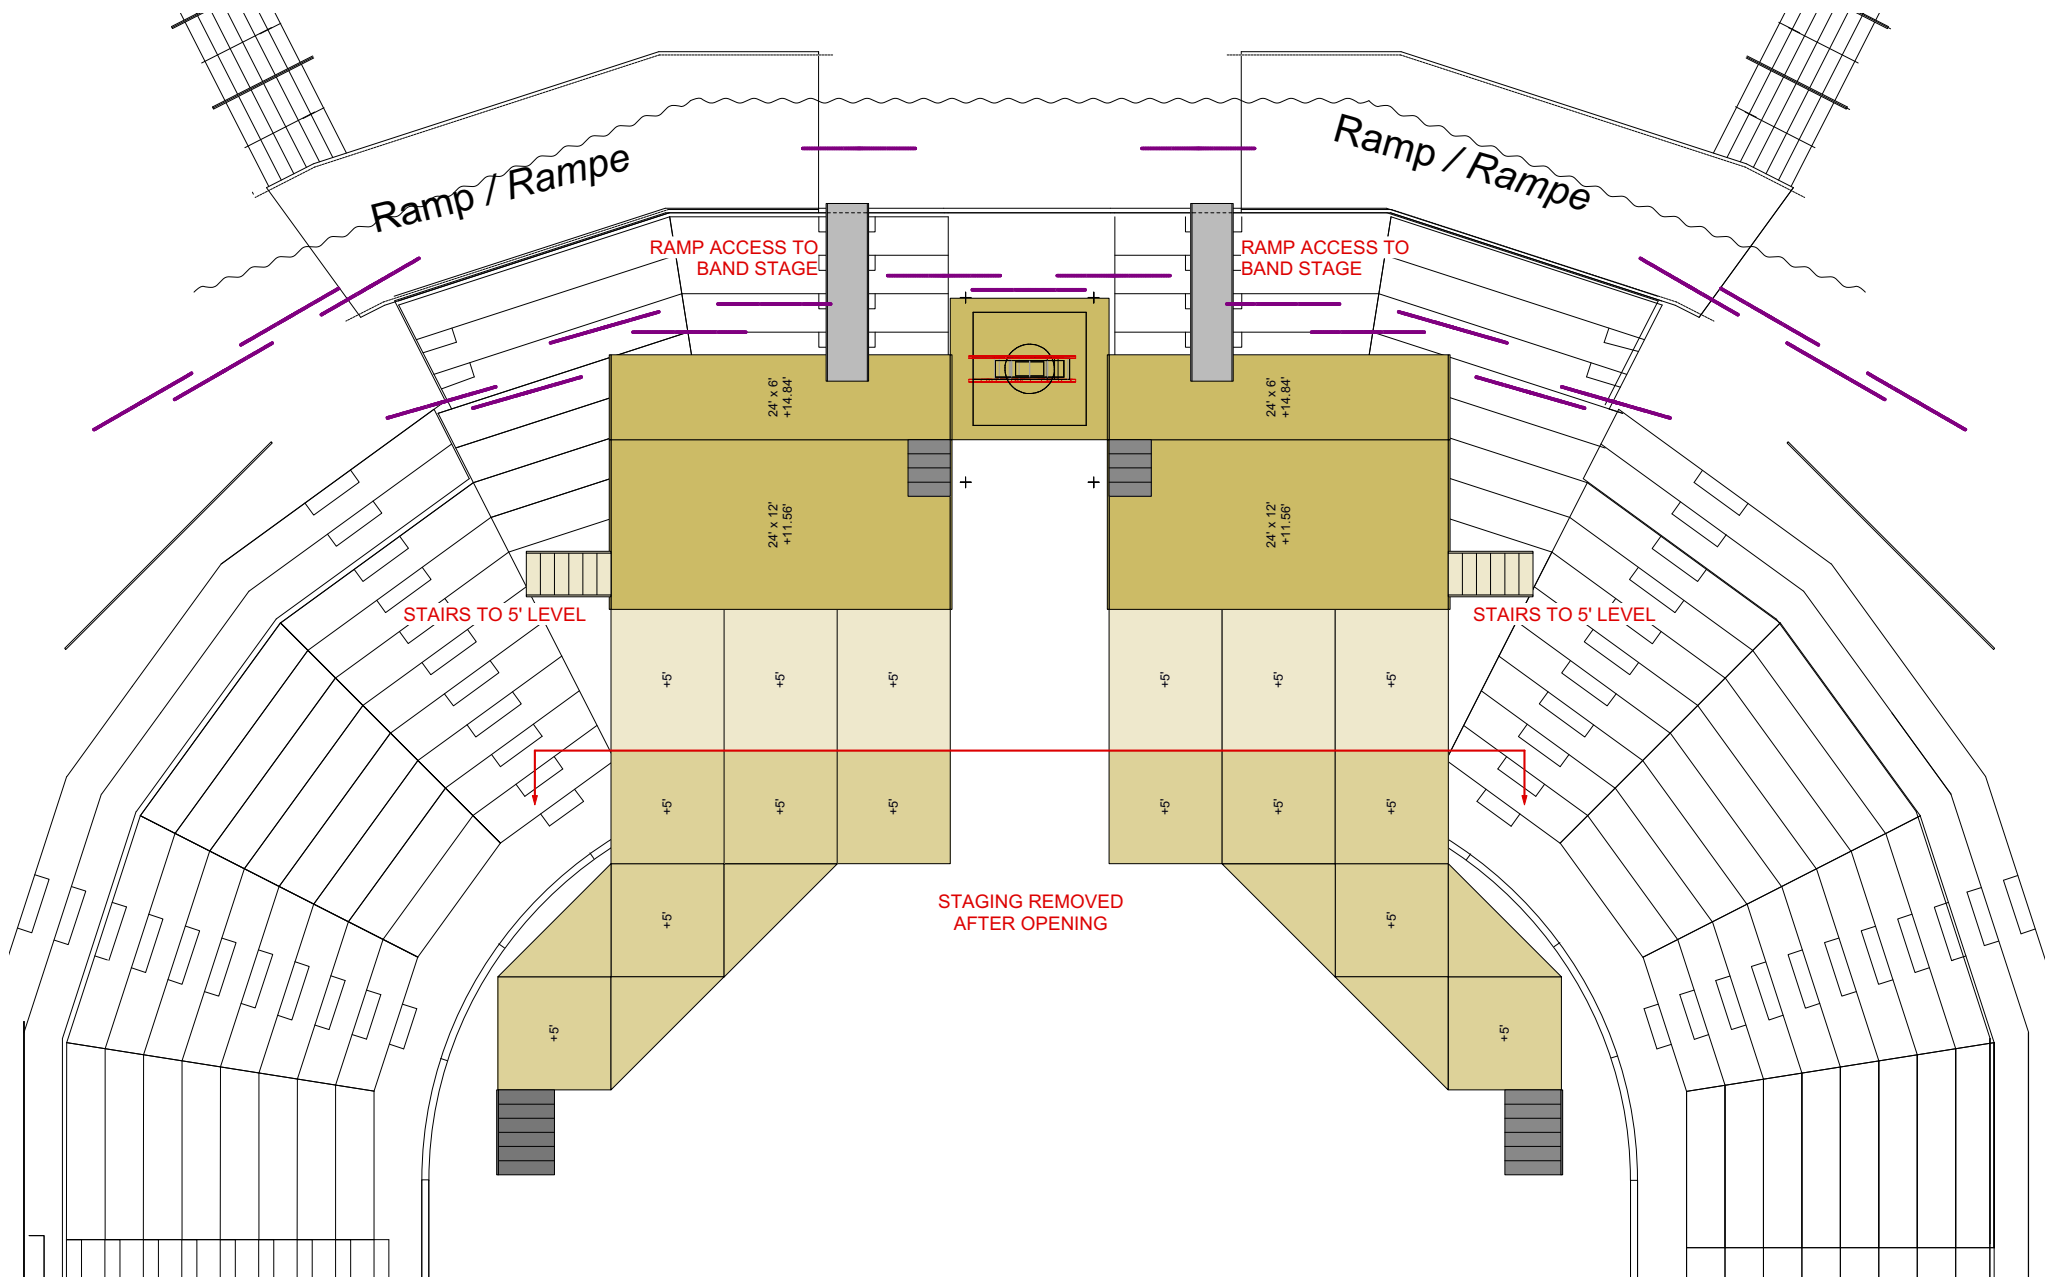 Ramp / Rampe
Ramp / Rampe
RAMP ACCESS TO
BAND STAGE
RAMP ACCESS TO
BAND STAGE
24' x 6'
+14.84'
24' x 6'
+14.84'
24' x 12'
+11.56'
24' x 12'
+11.56'
STAIRS TO 5' LEVEL
STAIRS TO 5' LEVEL
+5'
+5'
+5'
+5'
+5'
+5'
+5'
+5'
+5'
+5'
+5'
+5'
STAGING REMOVED
AFTER OPENING
+5'
+5'
+5'
+5'